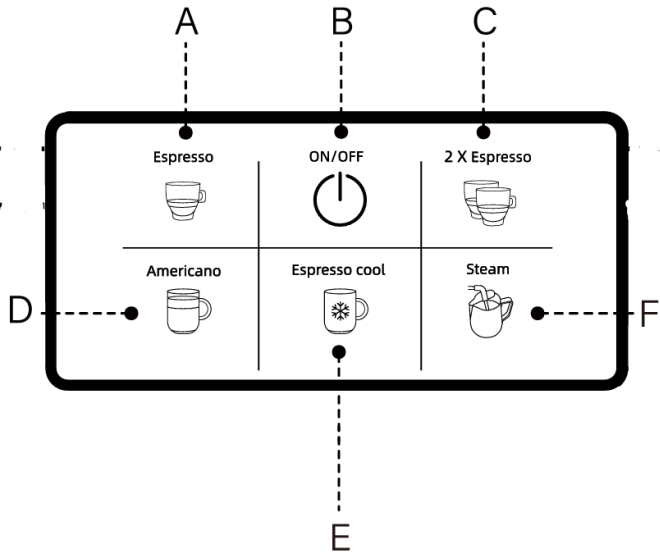 A
B
C
Espresso
ON/OFF
2 X Espresso
Americano
Espresso cool
Steam
D
F
E